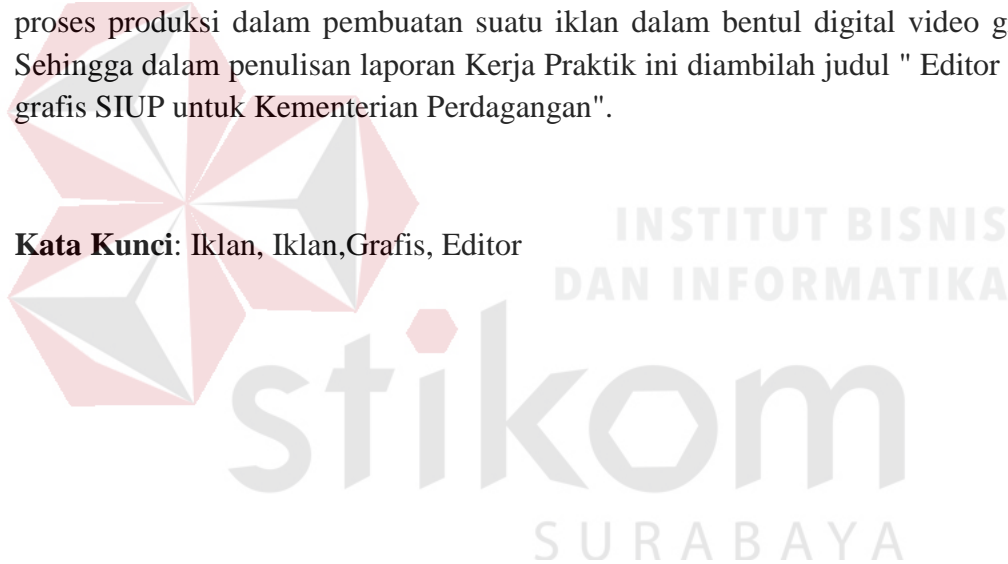 proses produksi dalam pembuatan suatu iklan dalam bentul digital video g
Sehingga dalam penulisan laporan Kerja Praktik ini diambilah judul " Editor
grafis SIUP untuk Kementerian Perdagangan".
Kata Kunci: Iklan, Iklan,Grafis, Editor
INSTITUT BISNIS
DAN INFORMATIKA
stikom
SURABAYA